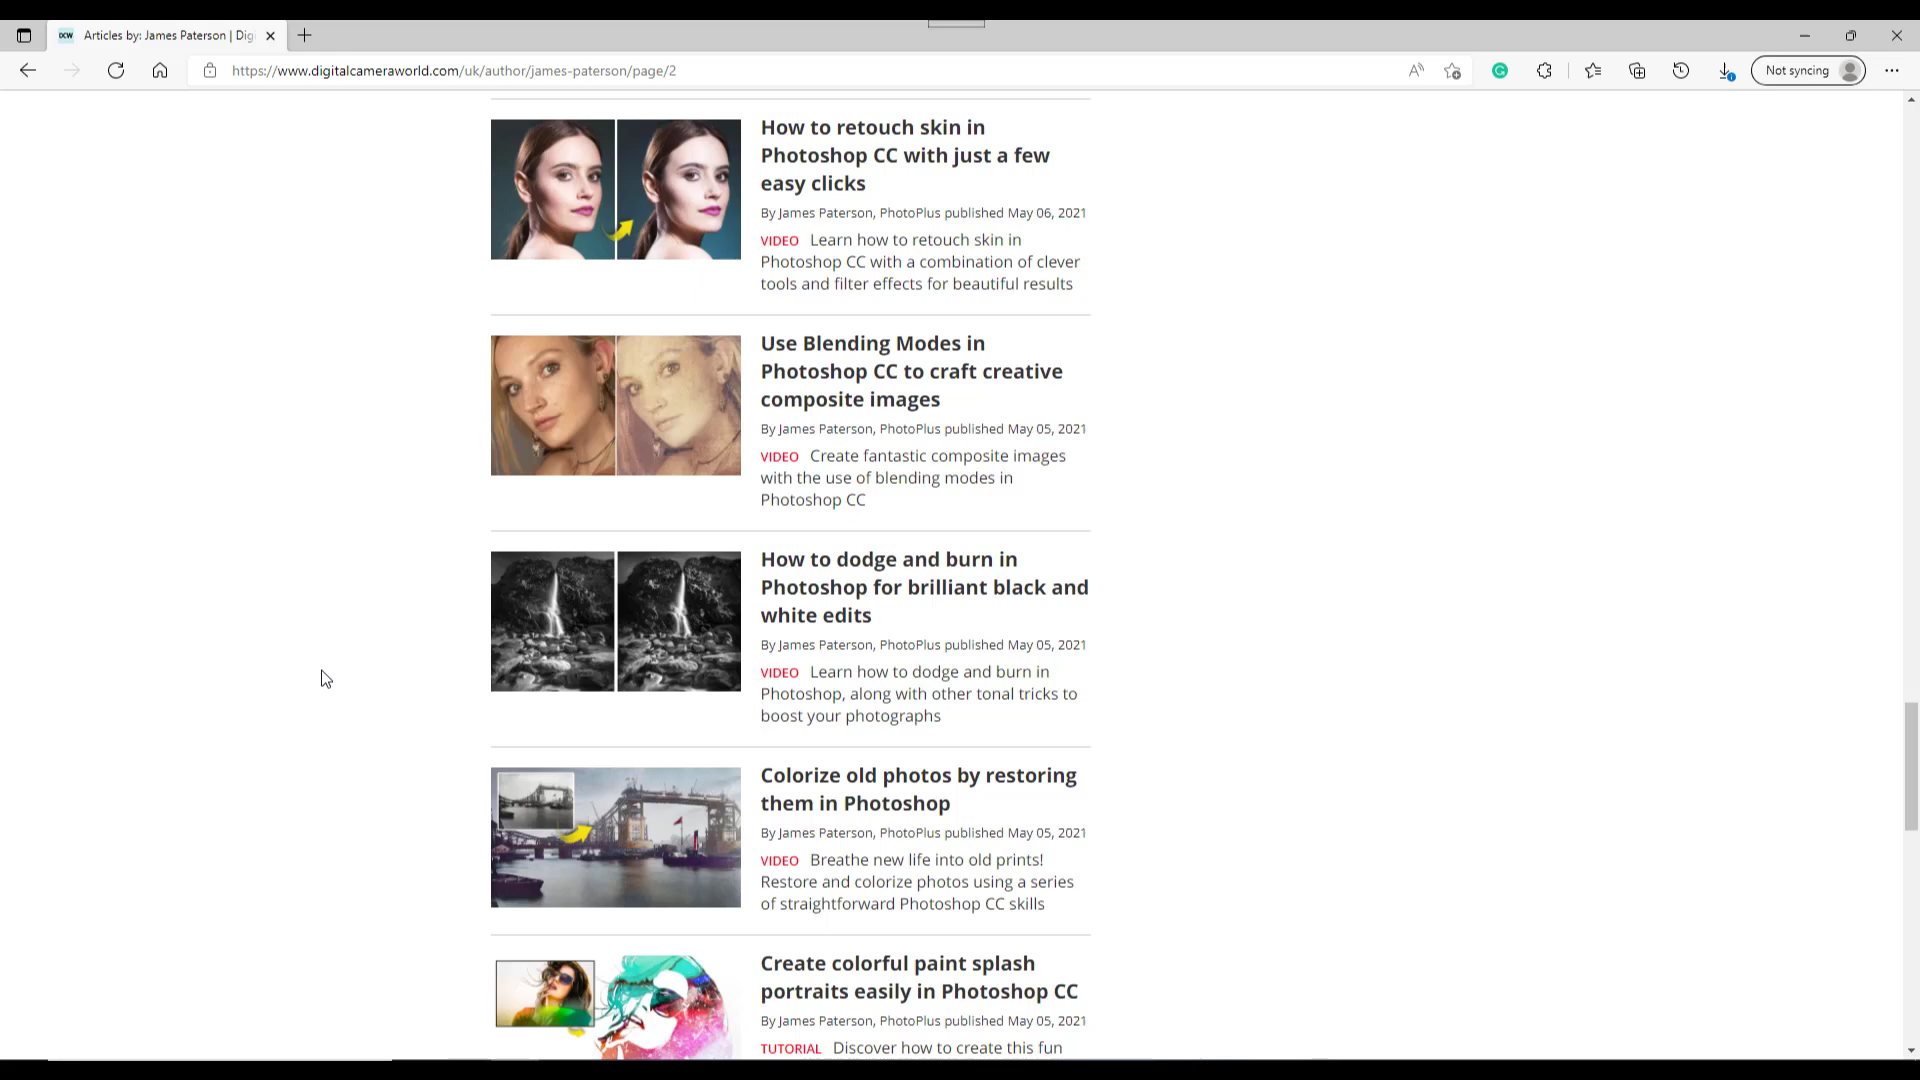 DCW Articles by: James Paterson | Dig
https://www.digitalcameraworld.com/uk/author/james-paterson/page/2
Not syncing
How to retouch skin in
Photoshop CC with just a few
easy clicks
By James Paterson, PhotoPlus published May 06, 2021
VIDEO Learn how to retouch skin in
Photoshop CC with a combination of clever
tools and filter effects for beautiful results
Use Blending Modes in
Photoshop CC to craft creative
composite images
By James Paterson, PhotoPlus published May 05, 2021
VIDEO Create fantastic composite images
with the use of blending modes in
Photoshop CC
How to dodge and burn in
Photoshop for brilliant black and
white edits
By James Paterson, PhotoPlus published May 05, 2021
VIDEO Learn how to dodge and burn in
Photoshop, along with other tonal tricks to
boost your photographs
Colorize old photos by restoring
them in Photoshop
By James Paterson, PhotoPlus published May 05, 2021
VIDEO Breathe new life into old prints!
Restore and colorize photos using a series
of straightforward Photoshop CC skills
Create colorful paint splash
portraits easily in Photoshop CC
By James Paterson, PhotoPlus published May 05, 2021
TUTORIAL Discover how to create this fun